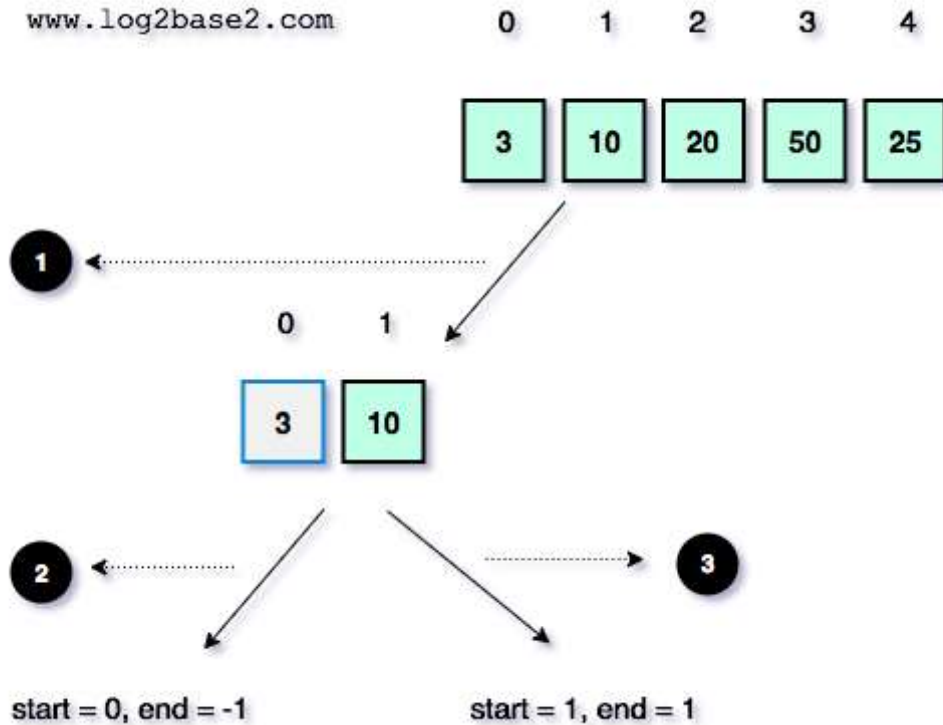 www.log2base2.com 0 1 2 3 4
3 10 20 50 25
1
0 1
3 10
2 3
start = 0, end = -1 start = 1, end = 1